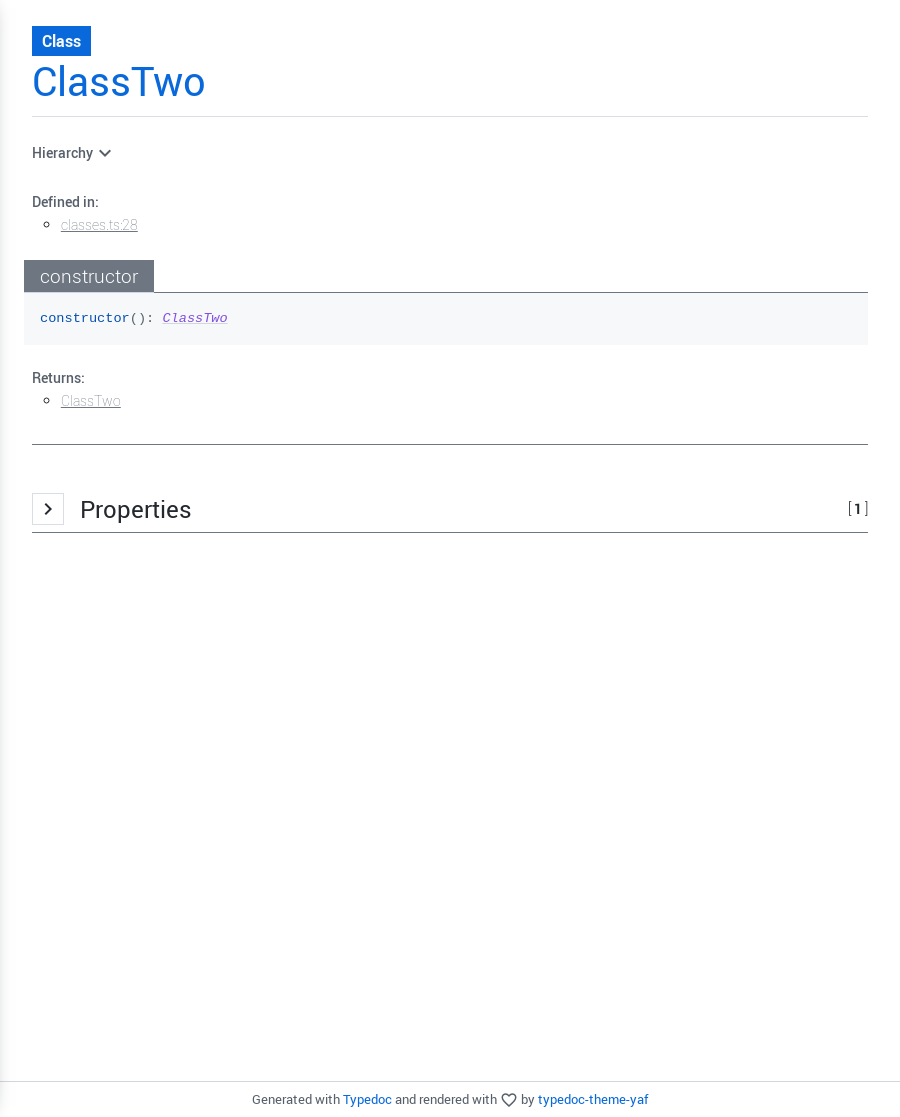 Class
ClassTwo
Hierarchy
Defined in:
classes.ts:28
constructor
constructor(): ClassTwo
Returns:
ClassTwo
Properties [ 1 ]
Generated with Typedoc and rendered with by typedoc-theme-yaf